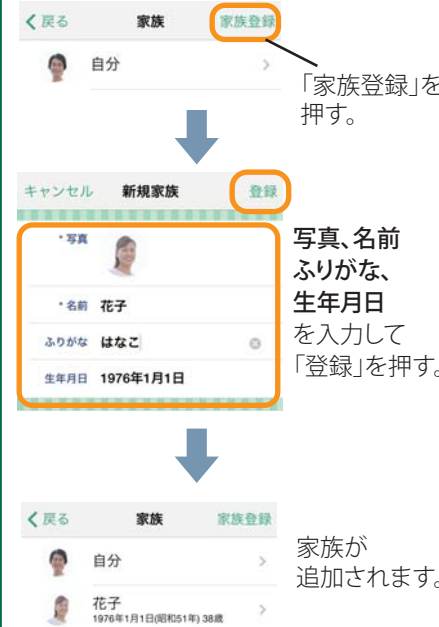 戻る 家族 家族登録
自分
「家族登録」を
押す。
キャンセル 新規家族 登録
*写真
*名前 花子
ふりがな はなこ
生年月日 1976年1月1日
写真、名前
ふりがな、
生年月日
を入力して
「登録」を押す。
戻る 家族 家族登録
自分
花子
1976年1月1日(昭和51年) 38歳
家族が
追加されます。